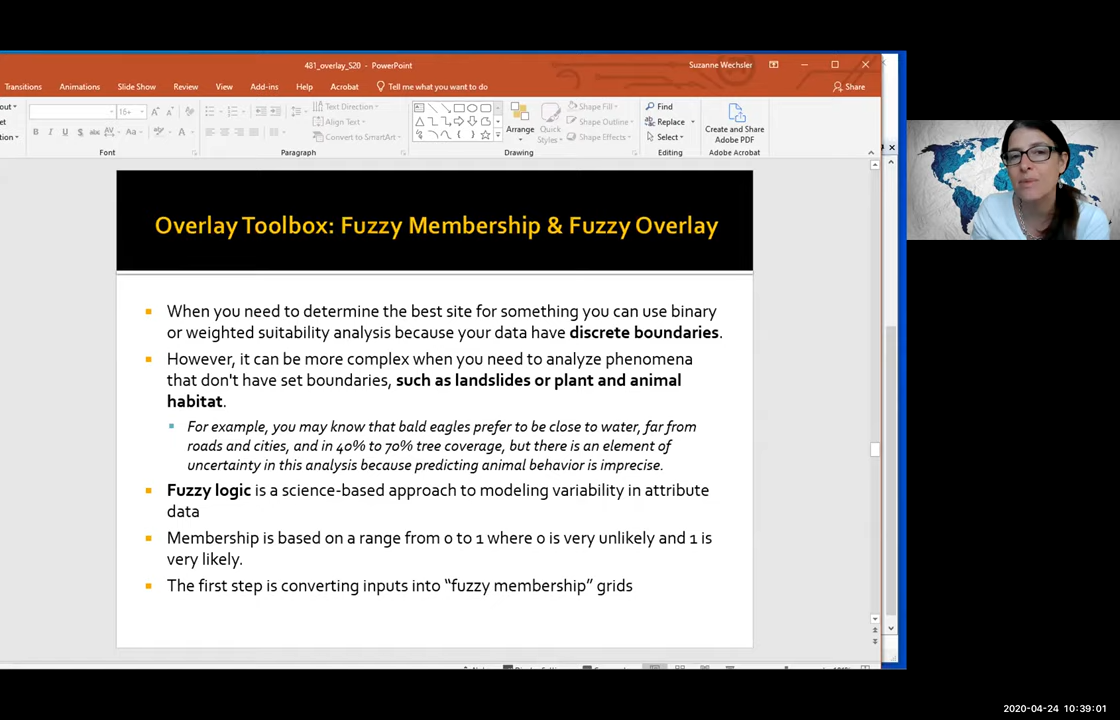 481_overlay_S20 - PowerPoint
Suzanne Wechsler
Transitions Animations Slide Show Review View Add-ins Help Acrobat Tell me what you want to do
Share
Text Direction
Align Text
Convert to SmartArt
Arrange
Quick
Styles
Shape Fill
Shape Outline
Shape Effects
Find
Replace
Select
Create and Share
Adobe PDF
Font Paragraph Drawing Editing Adobe Acrobat
Overlay Toolbox: Fuzzy Membership & Fuzzy Overlay
When you need to determine the best site for something you can use binary
or weighted suitability analysis because your data have discrete boundaries.
However, it can be more complex when you need to analyze phenomena
that don't have set boundaries, such as landslides or plant and animal
habitat.
For example, you may know that bald eagles prefer to be close to water, far from
roads and cities, and in 40% to 70% tree coverage, but there is an element of
uncertainty in this analysis because predicting animal behavior is imprecise.
Fuzzy logic is a science-based approach to modeling variability in attribute
data
Membership is based on a range from 0 to 1 where 0 is very unlikely and 1 is
very likely.
The first step is converting inputs into “fuzzy membership” grids
2020-04-24 10:39:01